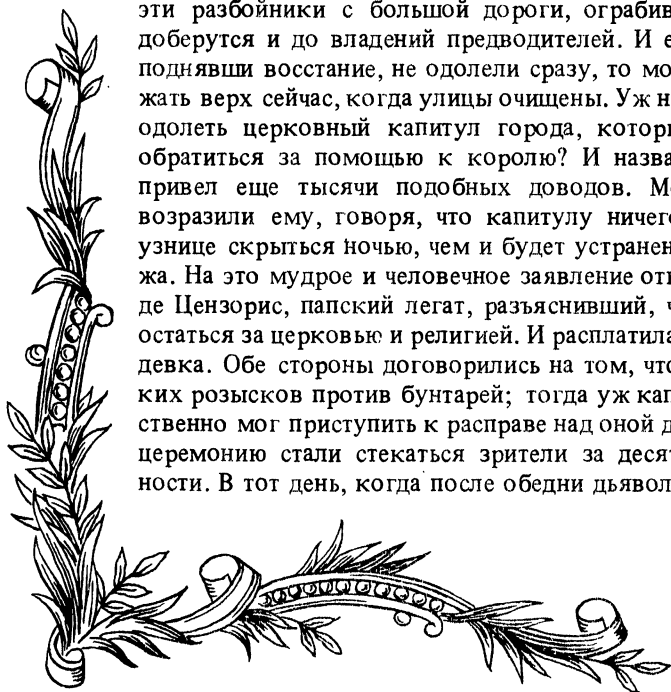 эти разбойники с большой дороги, ограбив
доберутся и до владений предводителей. И е
поднявши восстание, не одолели сразу, то мо
жать верх сейчас, когда улицы очищены. Уж н
одолеть церковный капитул города, котор
обратиться за помощью к королю? И назва
привел еще тысячи подобных доводов. М
возразили ему, говоря, что капитулу ничег
узнице скрыться ночью, чем и будет устранен
жа. На это мудрое и человечное заявление отв
де Цензорис, папский легат, разъяснивший, ч
остаться за церковью и религией. И расплатила
девка. Обе стороны договорились на том, что
ких розысков против бунтарей; тогда уж кап
ственно мог приступить к расправе над оной д
церемонию стали стекаться зрители за деся
ности. В тот день, когда после обедни дьявол